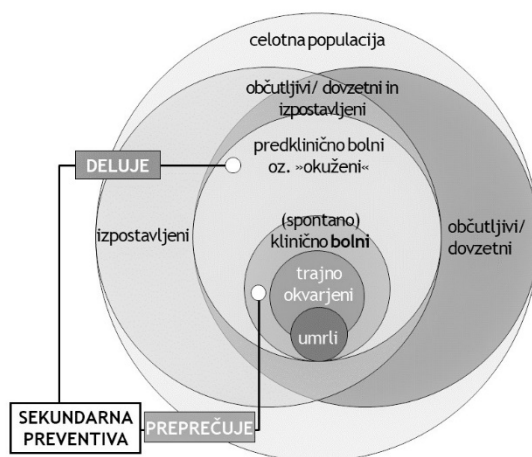 celotna populacija
občutljivi/ dovzetni in
izpostavljeni
predklinično bolni
oz. »okuženi«
DELUJE
izpostavljeni
občutljivi/
dovzetni
(spontano)
klinično bolni
trajno
okvarjeni
umrli
SEKUNDARNA
PREVENTIVA
PREPREČUJE